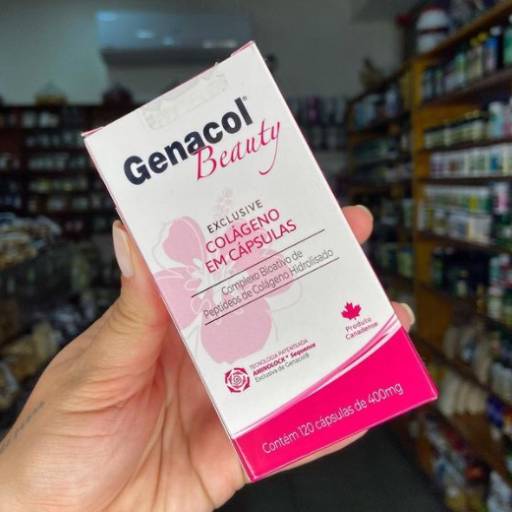 Genacol®
Beauty
EXCLUSIVE
COLÁGENO
EM CÁPSULAS
Complexo Bioativo de
Peptídeos de Colágeno Hidrolisado
TECNOLOGIA PATENTEADA
AMINOLOCK® Sequence
Exclusiva de Genacol®
Produto
Canadense
Contém 120 cápsulas de 400mg